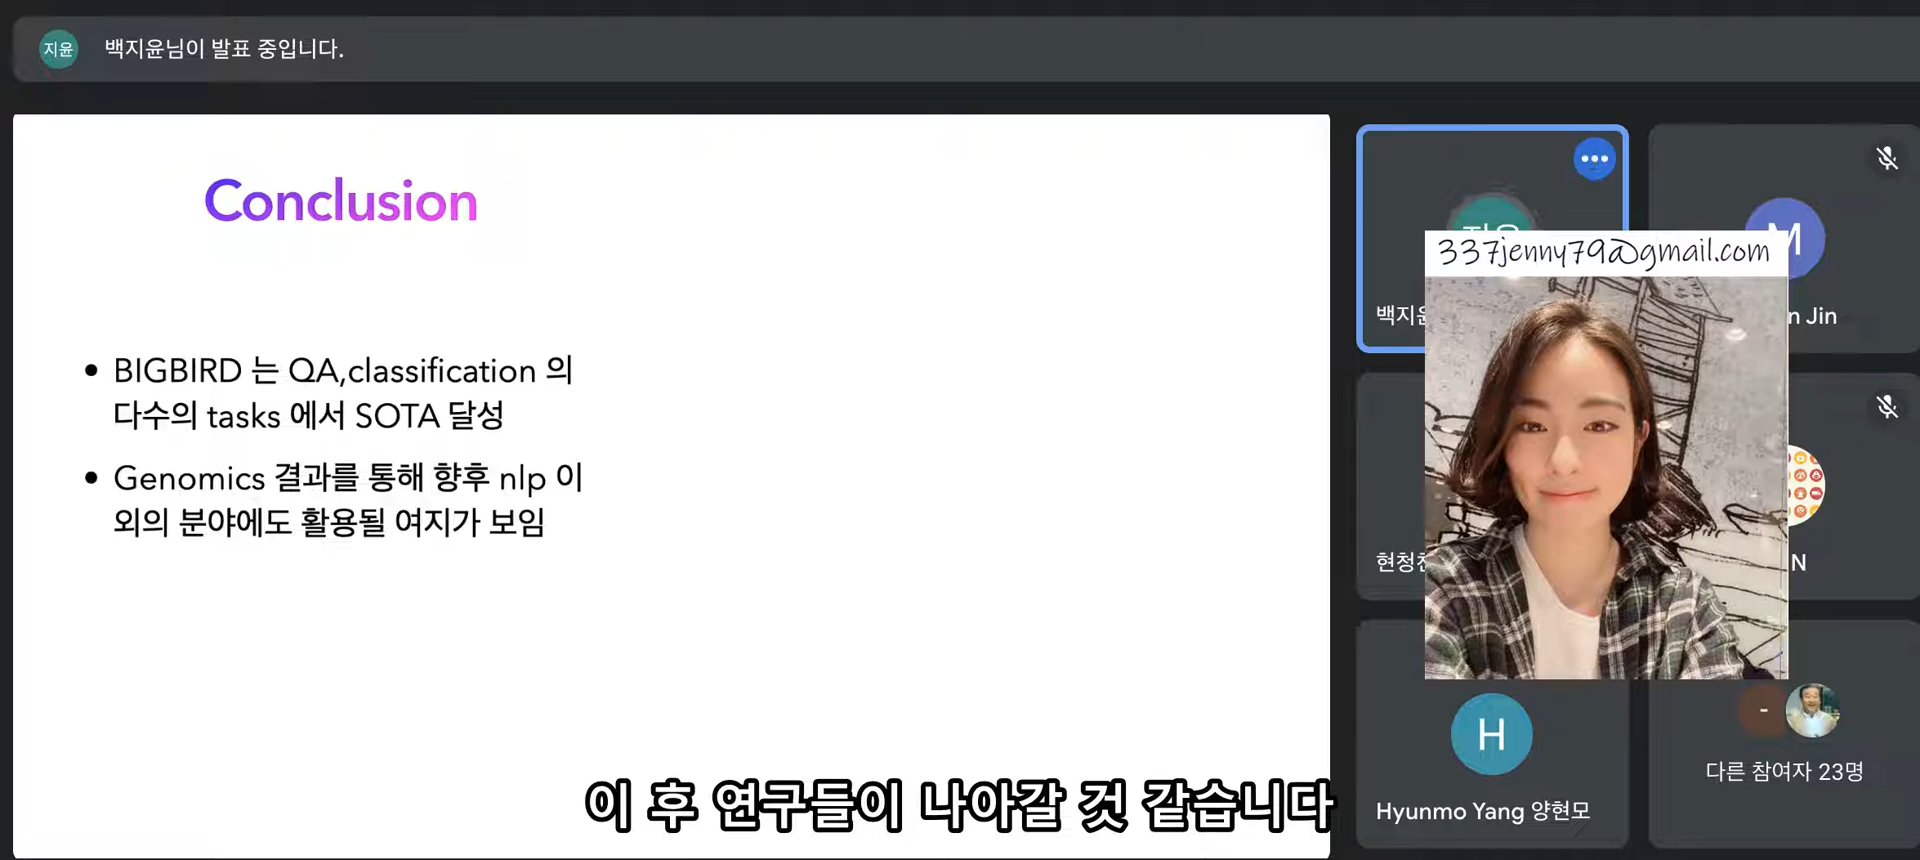 지윤
백지윤님이 발표 중입니다.
Conclusion
BIGBIRD 는 QA,classification 의
다수의 tasks 에서 SOTA 달성
Genomics 결과를 통해 향후 nlp 이
외의 분야에도 활용될 여지가 보임
이 후 연구들이 나아갈 것 같습니다
M
337jenny79@gmail.com
백지윤
n Jin
현청천
N
H
-
다른 참여자 23명
Hyunmo Yang 양현모